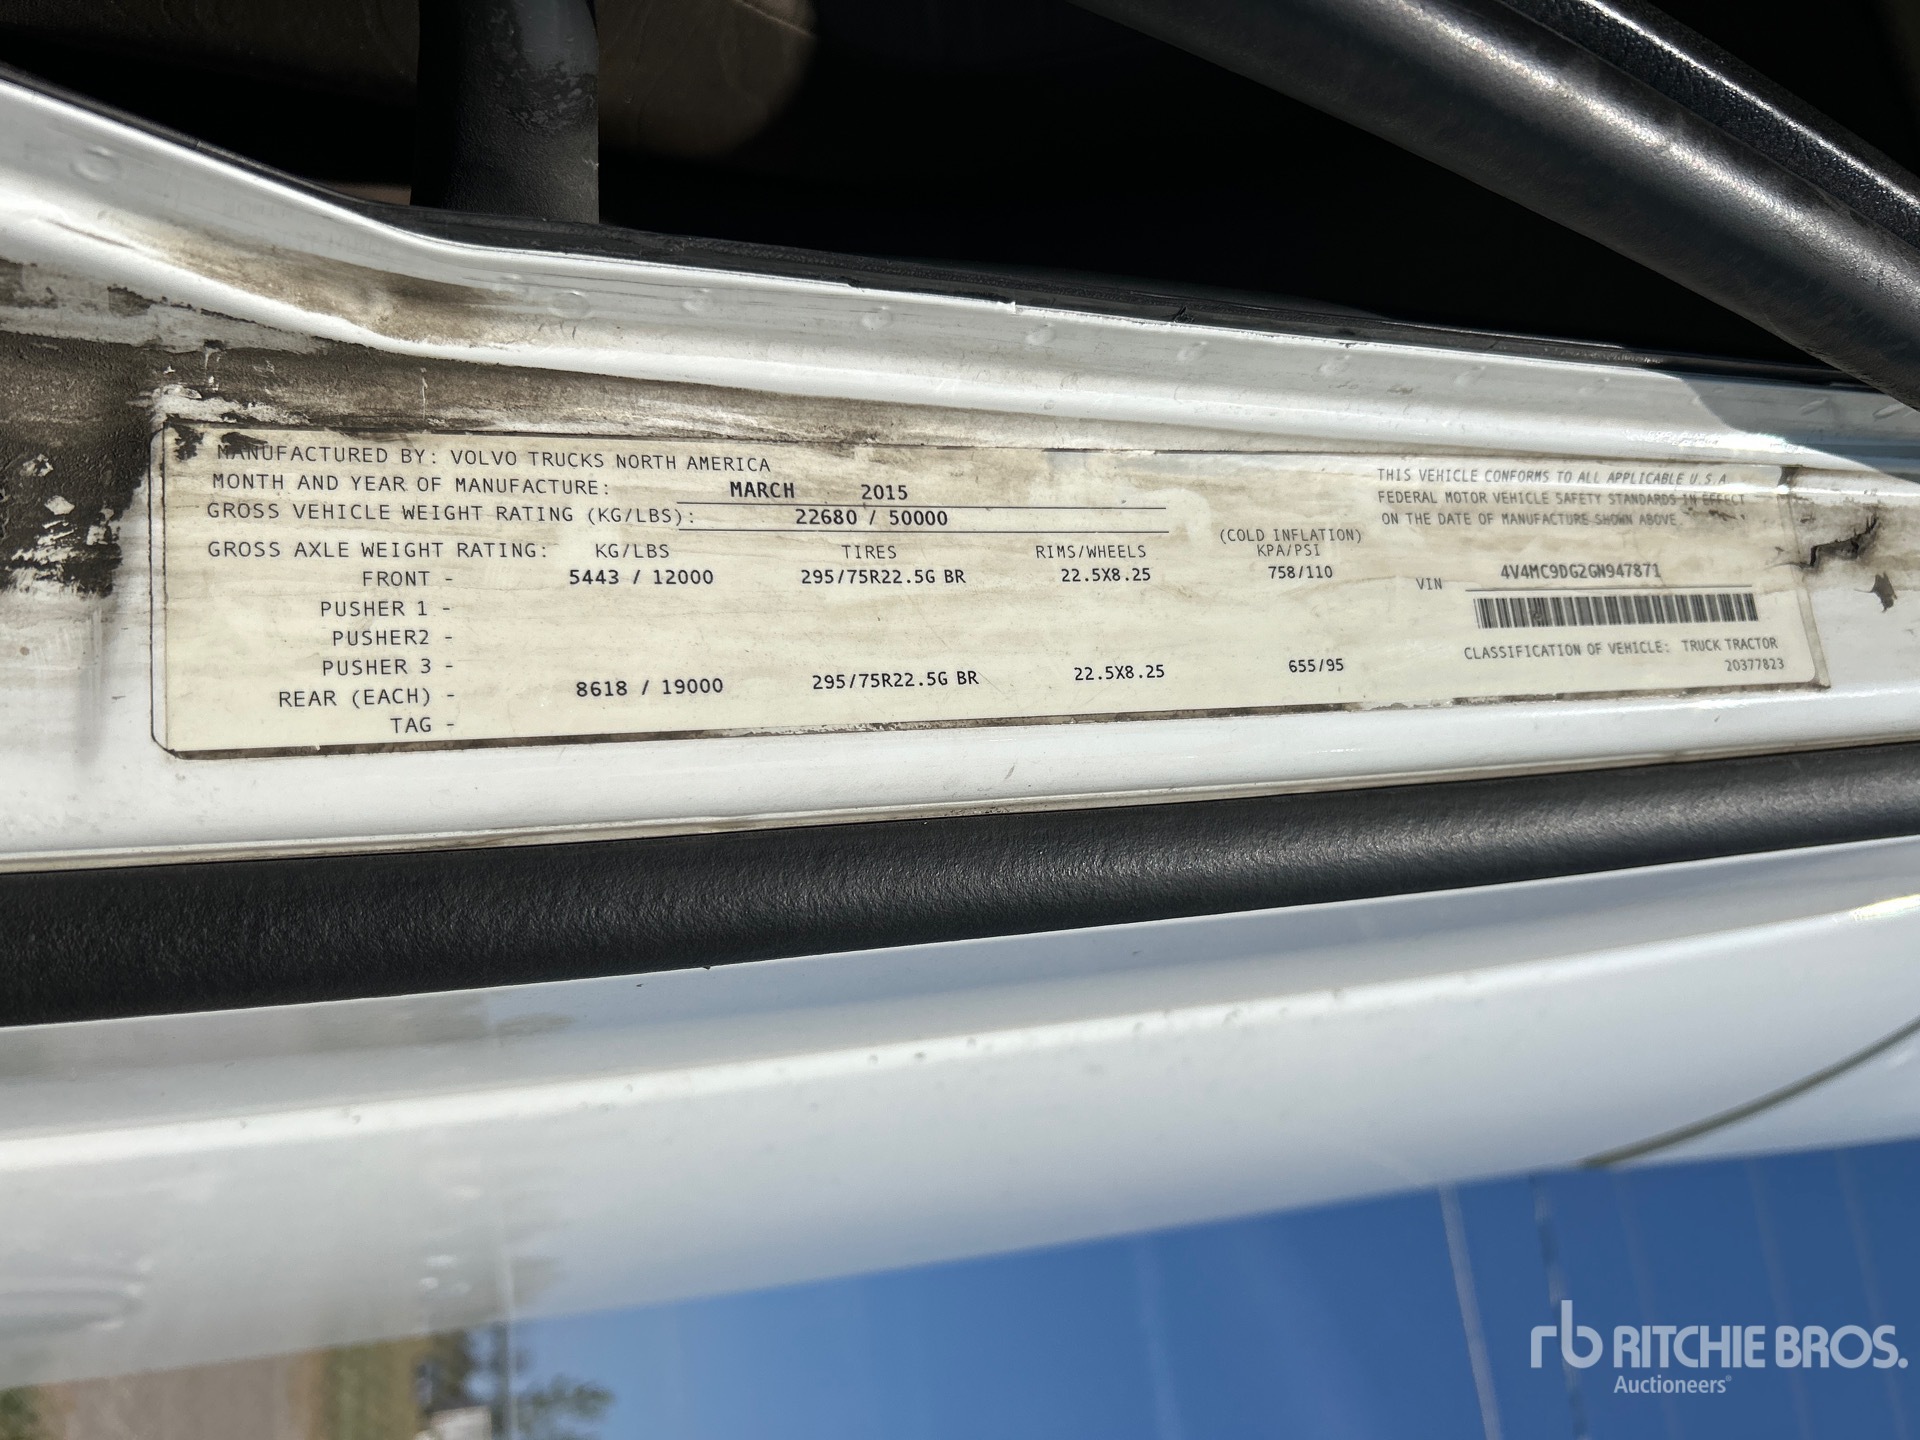 MANUFACTURED BY: VOLVO TRUCKS NORTH AMERICA
MONTH AND YEAR OF MANUFACTURE: MARCH 2015
GROSS VEHICLE WEIGHT RATING (KG/LBS): 22680 / 50000
GROSS AXLE WEIGHT RATING: KG/LBS TIRES RIMS/WHEELS (COLD INFLATION) KPA/PSI
FRONT - 5443 / 12000 295/75R22.5G BR 22.5X8.25 758/110
PUSHER 1 -
PUSHER2 -
PUSHER 3 -
REAR (EACH) - 8618 / 19000 295/75R22.5G BR 22.5X8.25 655/95
TAG -
THIS VEHICLE CONFORMS TO ALL APPLICABLE U.S.A
FEDERAL MOTOR VEHICLE SAFETY STANDARDS IN EFFECT
ON THE DATE OF MANUFACTURE SHOWN ABOVE.
VIN 4V4MC9DG2GN947871
CLASSIFICATION OF VEHICLE: TRUCK TRACTOR
20377823
rb RITCHIE BROS.
Auctioneers